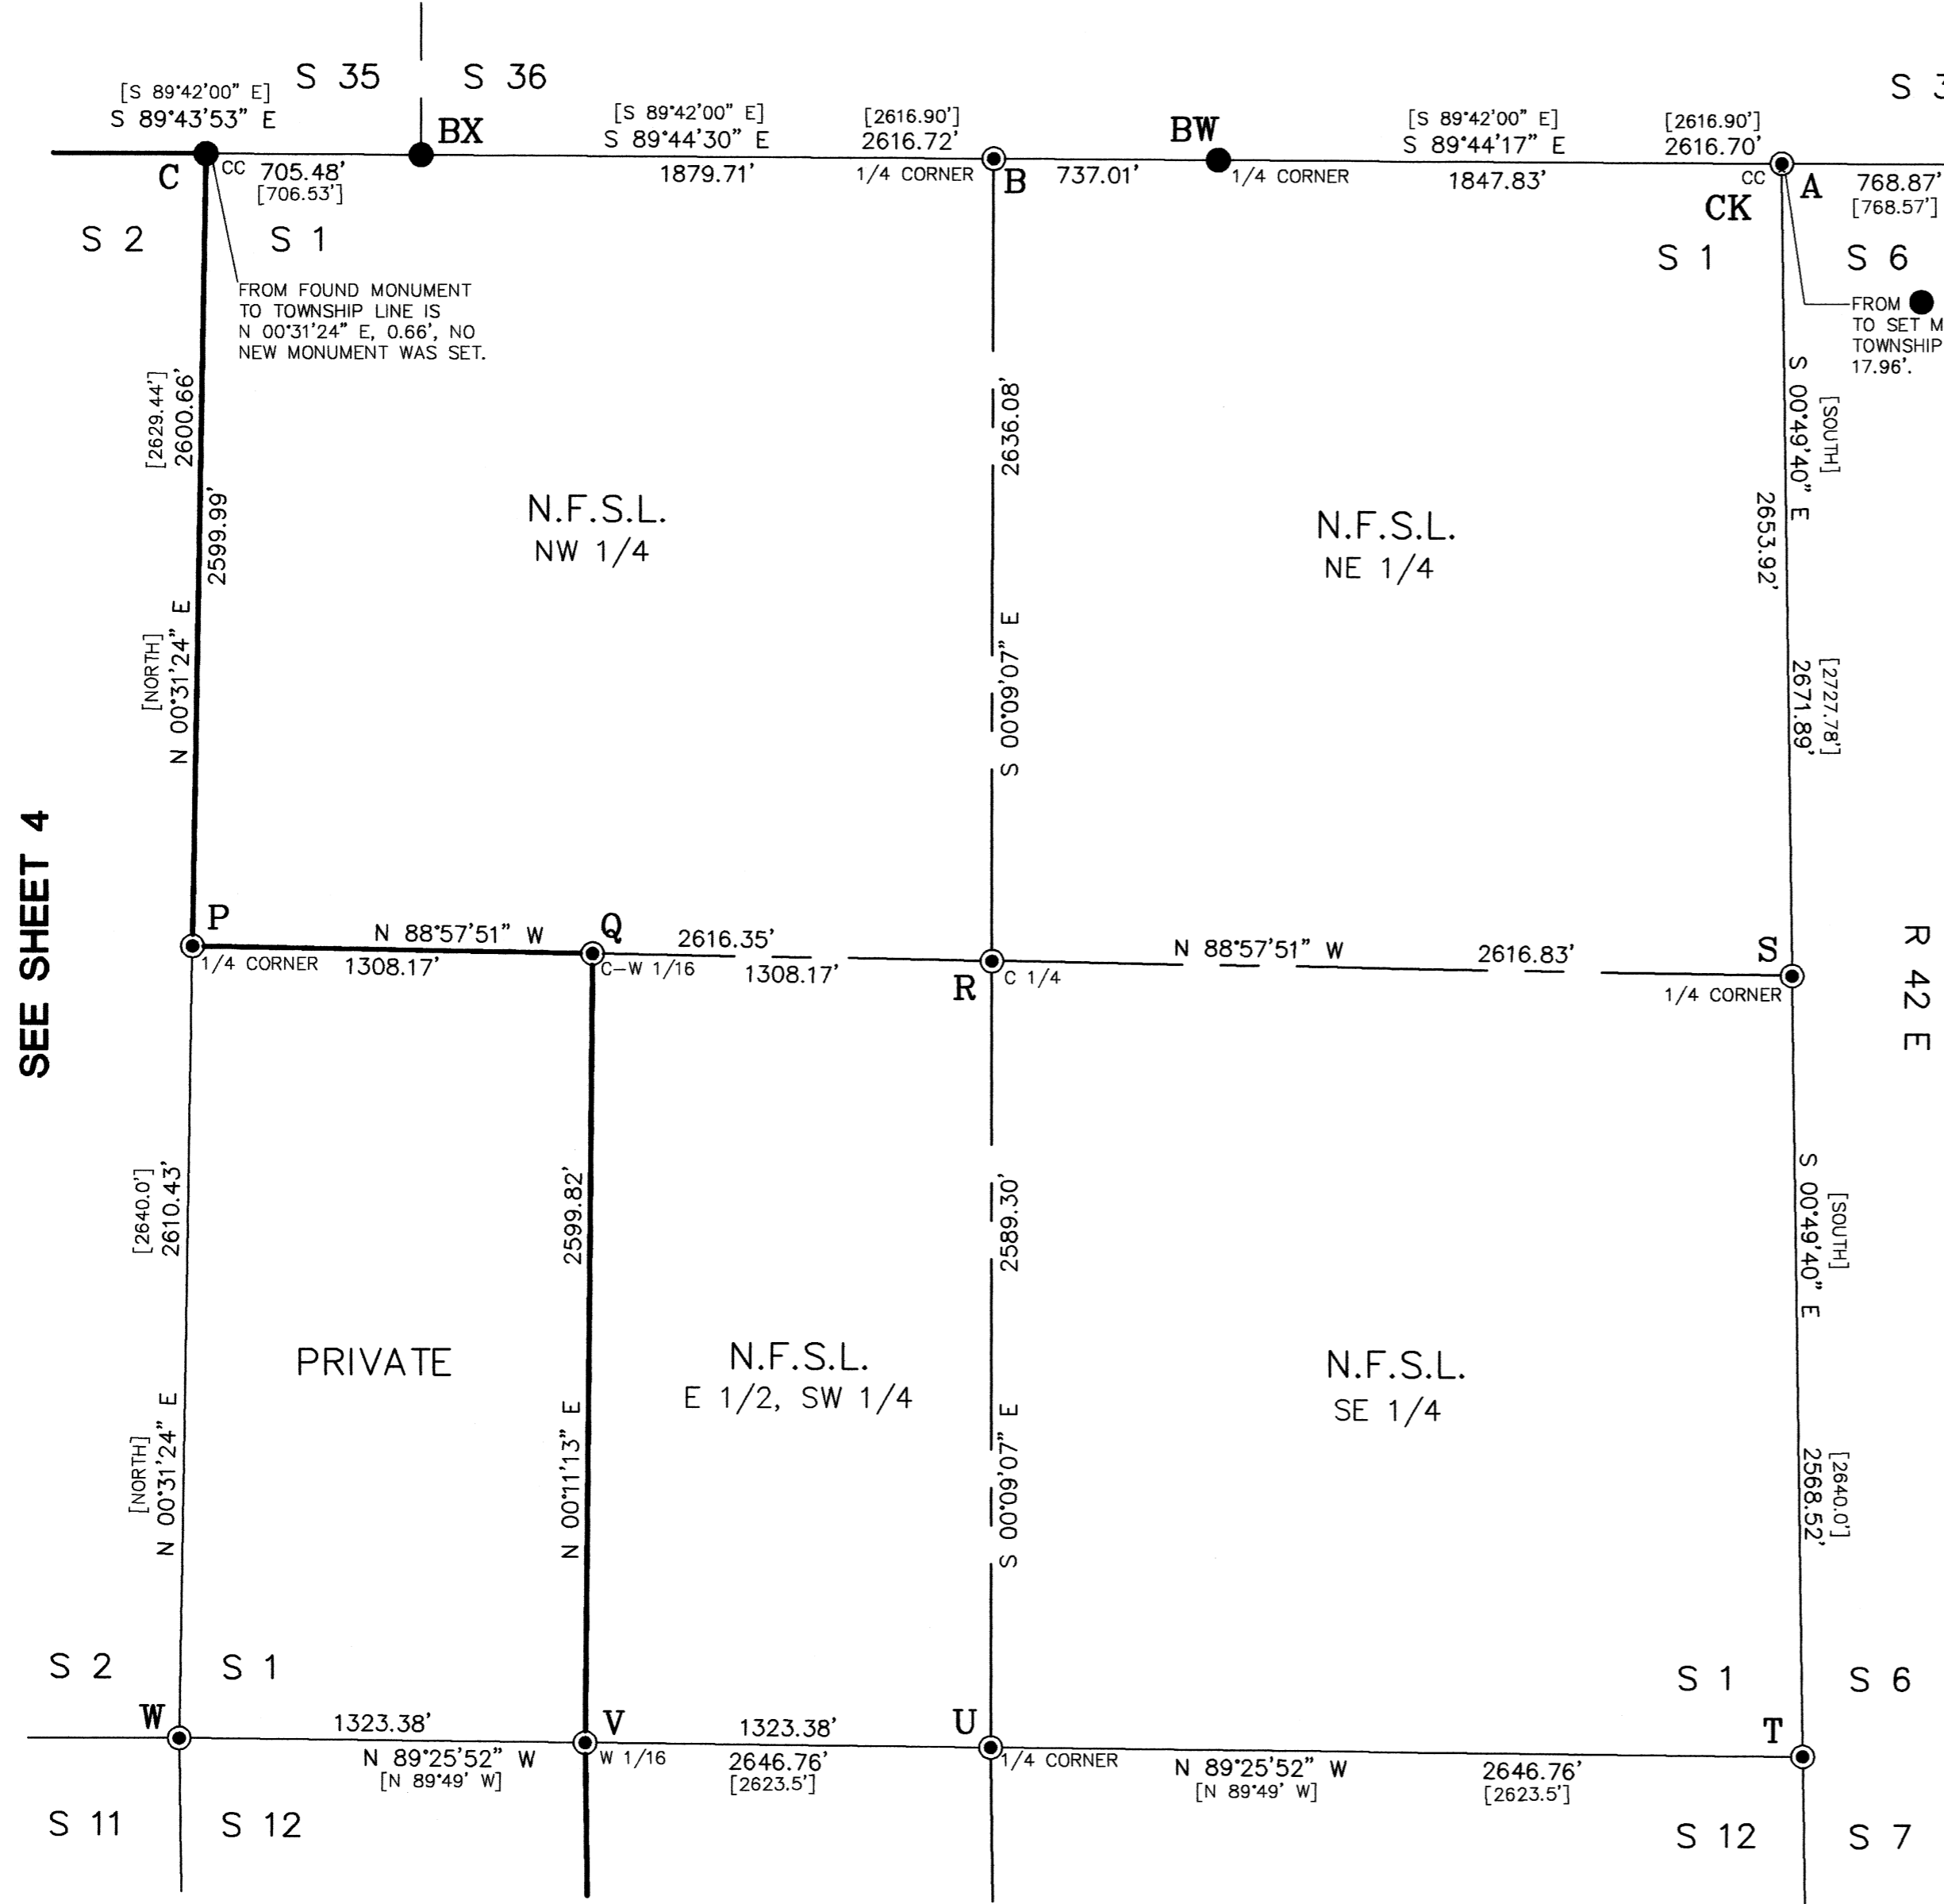 S 35
S 36
S 3
[S 89°42'00" E]
S 89°43'53" E
BX
[S 89°42'00" E]
S 89°44'30" E
[2616.90']
2616.72'
BW
[S 89°42'00" E]
S 89°44'17" E
[2616.90']
2616.70'
C
CC
705.48'
[706.53']
1879.71'
1/4 CORNER
B
737.01'
1/4 CORNER
1847.83'
CC
CK
A
768.87'
[768.57']
S 2
S 1
S 1
S 6
FROM FOUND MONUMENT
TO TOWNSHIP LINE IS
N 00°31'24" E, 0.66', NO
NEW MONUMENT WAS SET.
FROM
TO SET M
TOWNSHIP
17.96'.
[2629.44']
2600.66'
2599.99'
[NORTH]
N 00°31'24" E
N.F.S.L.
NW 1/4
2636.08'
S 00°09'07" E
N.F.S.L.
NE 1/4
S 00°49'40" E
[SOUTH]
2653.92'
[2727.78']
2671.89'
SEE SHEET 4
R 42 E
P
1/4 CORNER
N 88°57'51" W
1308.17'
Q
C-W 1/16
2616.35'
1308.17'
R
C 1/4
N 88°57'51" W
2616.83'
S
1/4 CORNER
[2640.0']
2610.43'
[NORTH]
N 00°31'24" E
PRIVATE
2599.82'
N 00°11'13" E
N.F.S.L.
E 1/2, SW 1/4
2589.30'
S 00°09'07" E
N.F.S.L.
SE 1/4
S 00°49'40" E
[SOUTH]
[2640.0']
2568.52'
S 2
S 1
S 1
S 6
W
1323.38'
N 89°25'52" W
[N 89°49' W]
V
W 1/16
1323.38'
2646.76'
[2623.5']
U
1/4 CORNER
N 89°25'52" W
[N 89°49' W]
2646.76'
[2623.5']
T
S 11
S 12
S 12
S 7